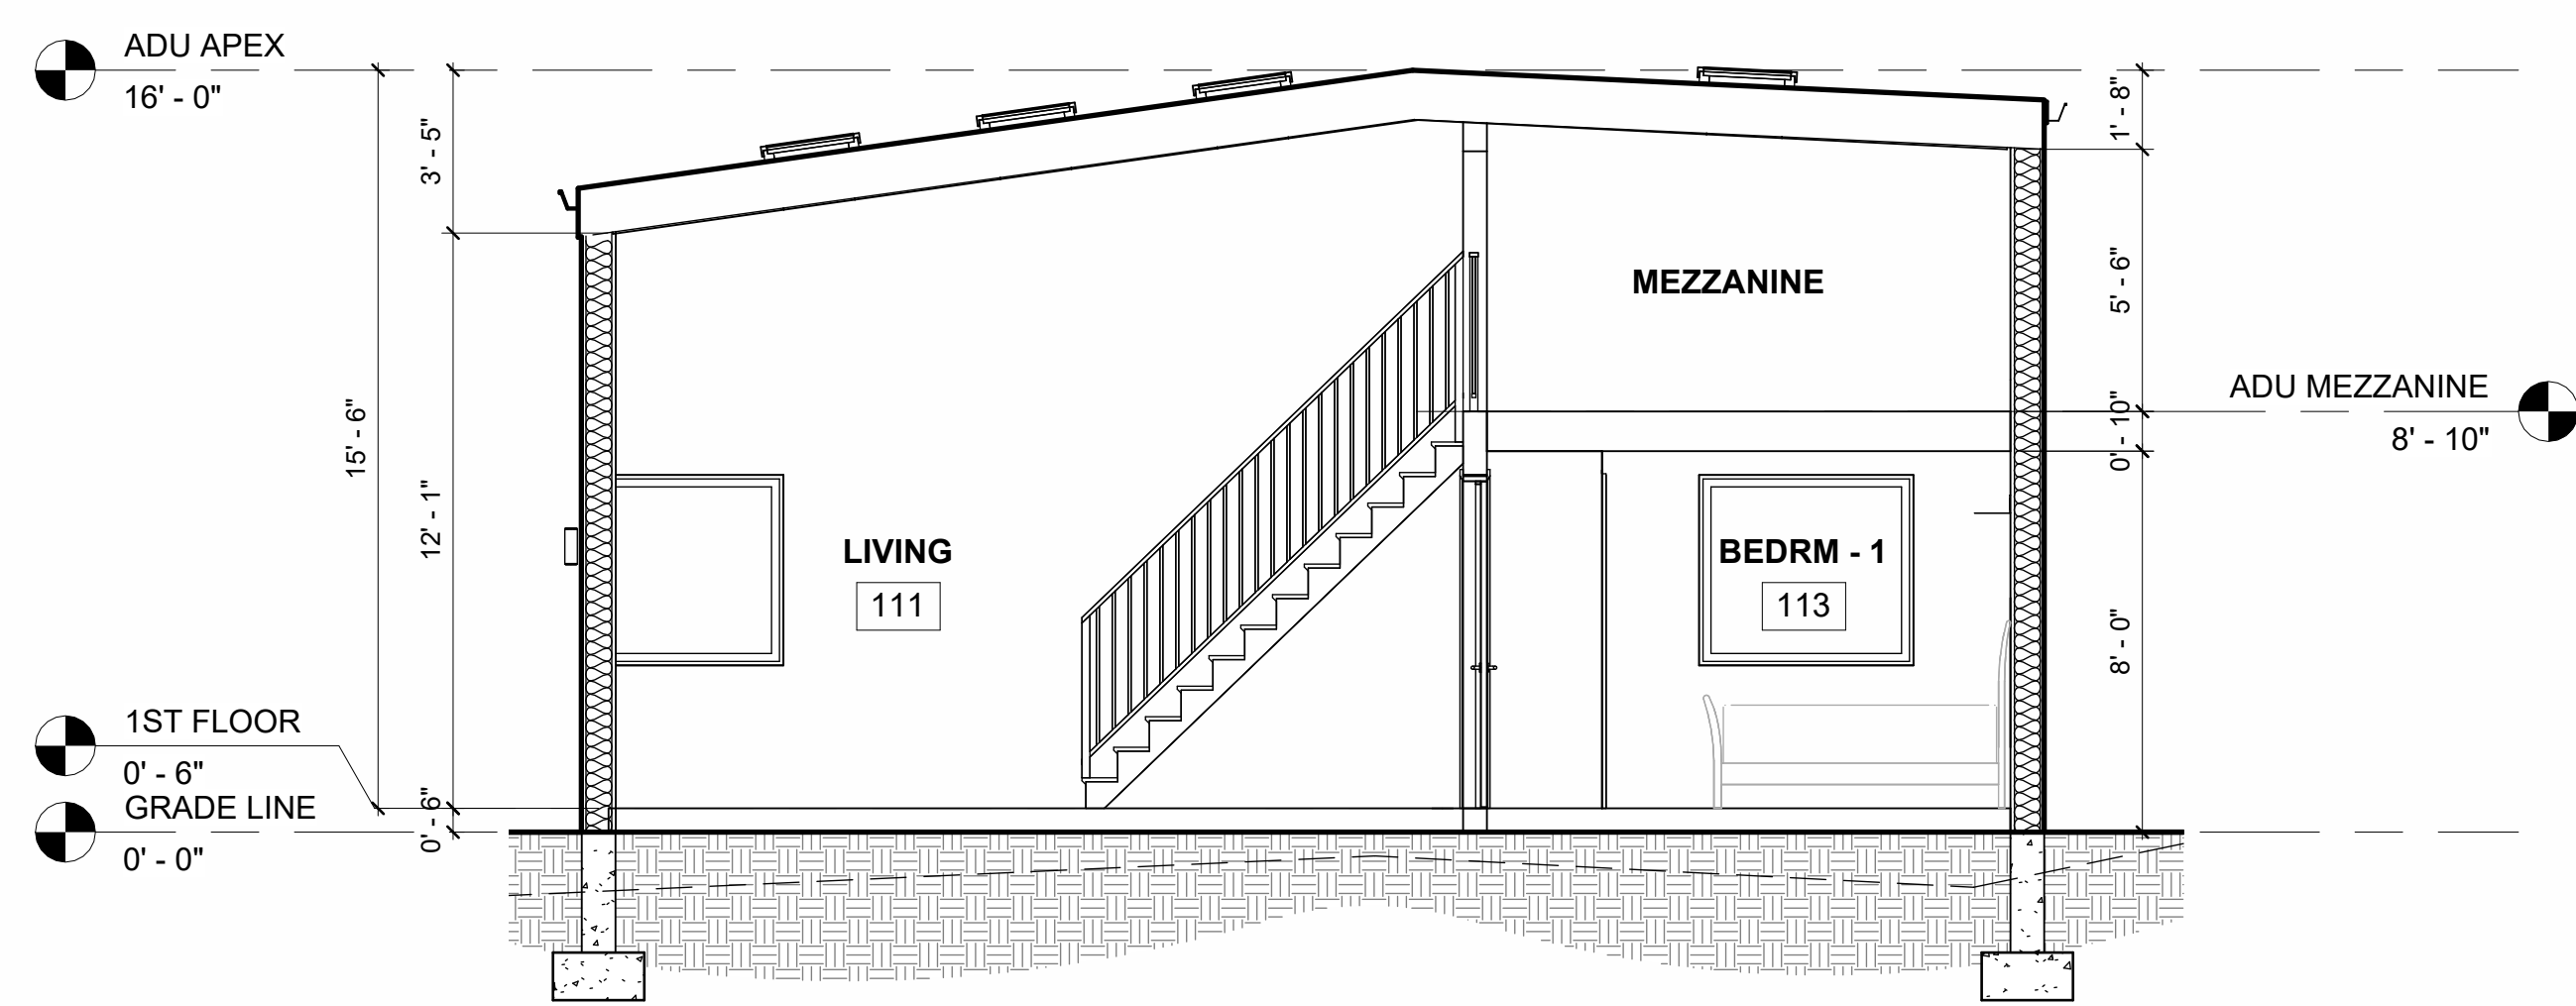 ADU APEX
16' - 0"
3' - 5"
15' - 6"
12' - 1"
1ST FLOOR
0' - 6"
GRADE LINE
0' - 0"
0' - 6"
LIVING
111
MEZZANINE
BEDRM - 1
113
1' - 8"
5' - 6"
0' - 10"
8' - 0"
ADU MEZZANINE
8' - 10"